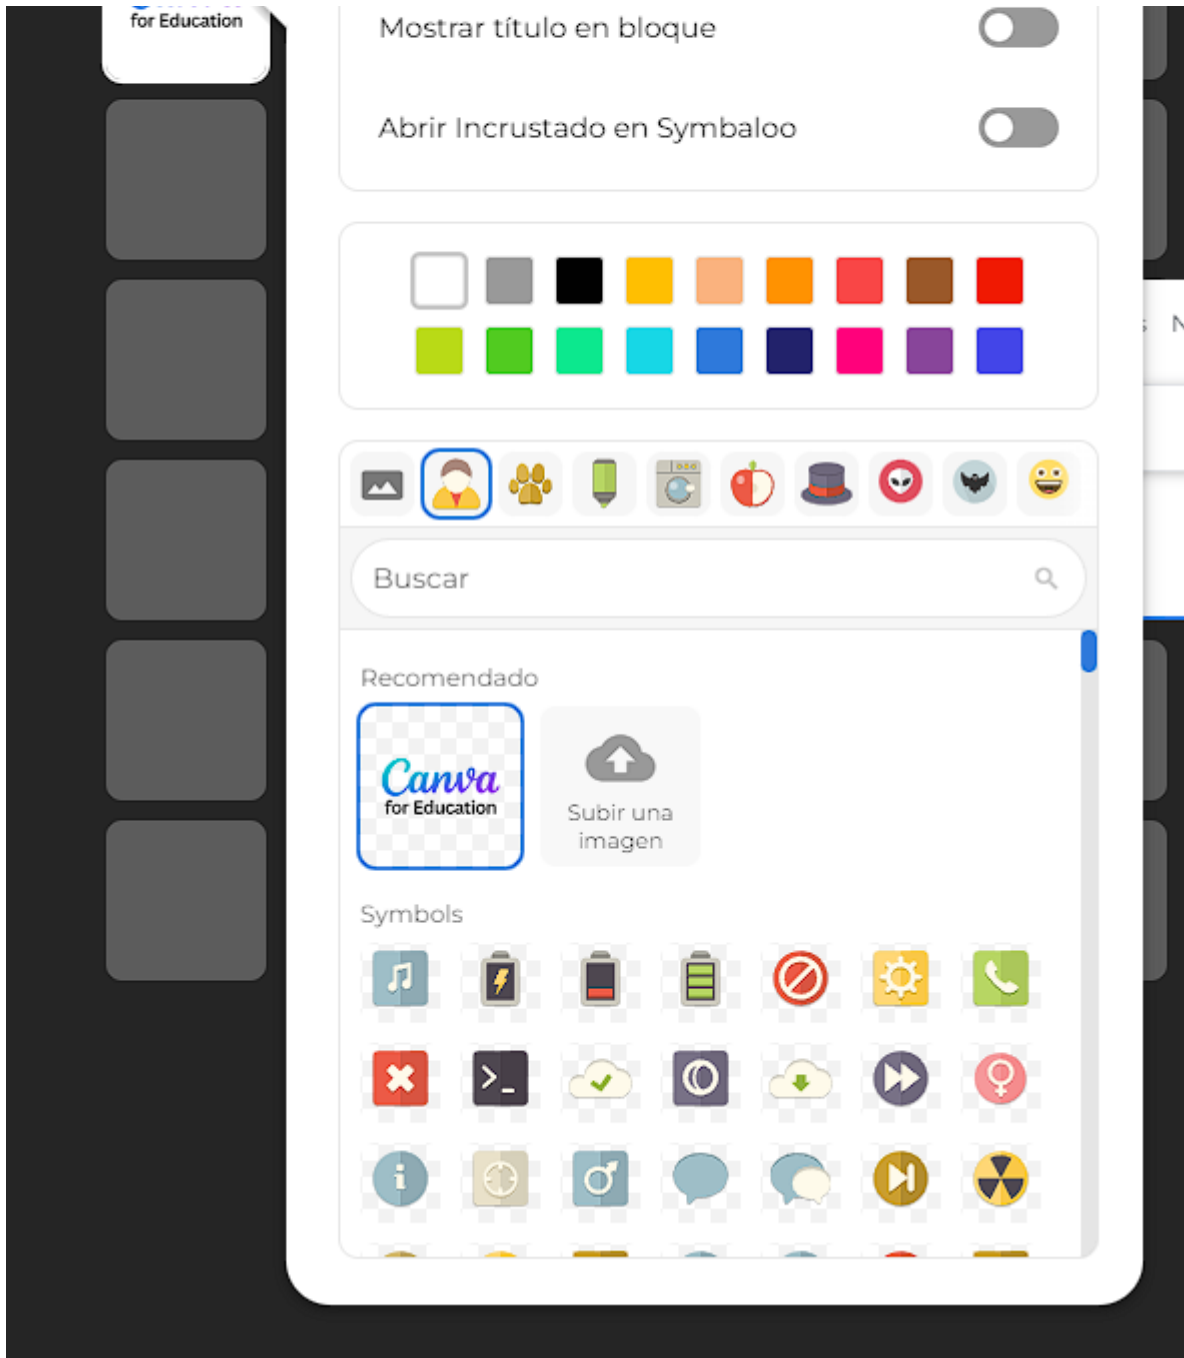 for Education
Mostrar título en bloque
Abrir Incrustado en Symbaloo
Buscar
Recomendado
Canva
for Education
Subir una
imagen
Symbols